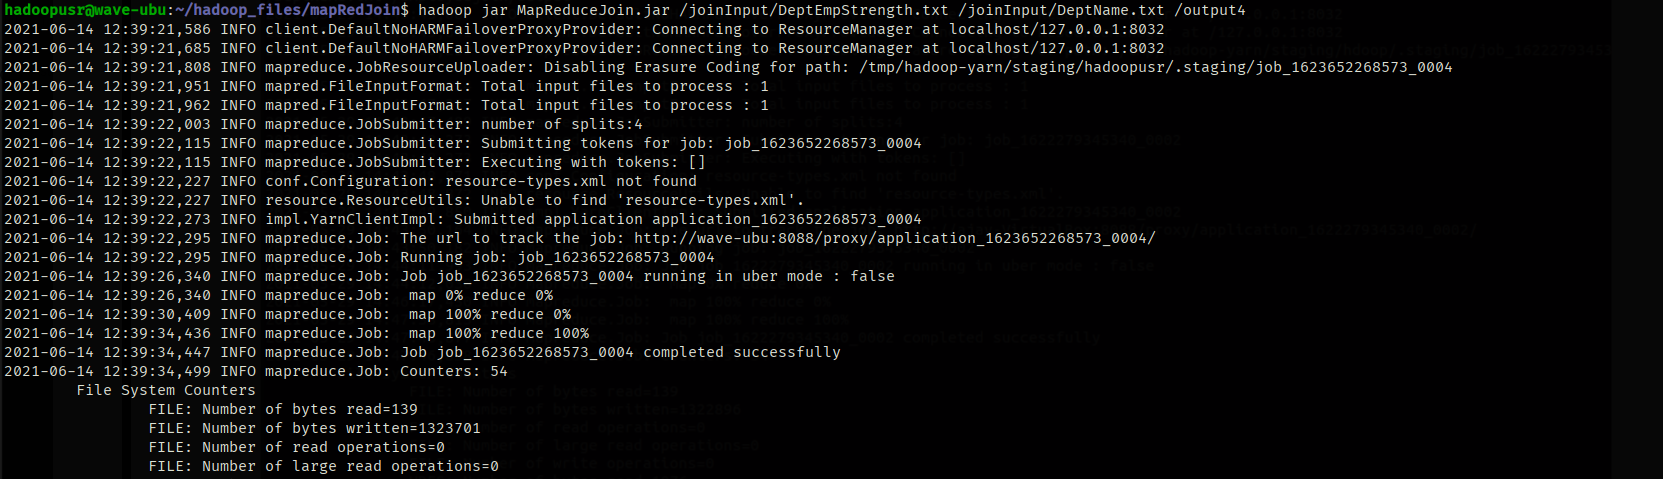 hadoopusr@wave-ubu:~/hadoop_files/mapRedJoin$ hadoop jar MapReduceJoin.jar /joinInput/DeptEmpStrength.txt /joinInput/DeptName.txt /output4
2021-06-14 12:39:21,586 INFO client.DefaultNoHARMFailoverProxyProvider: Connecting to ResourceManager at localhost/127.0.0.1:8032
2021-06-14 12:39:21,685 INFO client.DefaultNoHARMFailoverProxyProvider: Connecting to ResourceManager at localhost/127.0.0.1:8032
2021-06-14 12:39:21,808 INFO mapreduce.JobResourceUploader: Disabling Erasure Coding for path: /tmp/hadoop-yarn/staging/hadoopusr/.staging/job_1623652268573_0004
2021-06-14 12:39:21,951 INFO mapred.FileInputFormat: Total input files to process : 1
2021-06-14 12:39:21,962 INFO mapred.FileInputFormat: Total input files to process : 1
2021-06-14 12:39:22,003 INFO mapreduce.JobSubmitter: number of splits:4
2021-06-14 12:39:22,115 INFO mapreduce.JobSubmitter: Submitting tokens for job: job_1623652268573_0004
2021-06-14 12:39:22,115 INFO mapreduce.JobSubmitter: Executing with tokens: []
2021-06-14 12:39:22,227 INFO conf.Configuration: resource-types.xml not found
2021-06-14 12:39:22,227 INFO resource.ResourceUtils: Unable to find 'resource-types.xml'.
2021-06-14 12:39:22,273 INFO impl.YarnClientImpl: Submitted application application_1623652268573_0004
2021-06-14 12:39:22,295 INFO mapreduce.Job: The url to track the job: http://wave-ubu:8088/proxy/application_1623652268573_0004/
2021-06-14 12:39:22,295 INFO mapreduce.Job: Running job: job_1623652268573_0004
2021-06-14 12:39:26,340 INFO mapreduce.Job: Job job_1623652268573_0004 running in uber mode : false
2021-06-14 12:39:26,340 INFO mapreduce.Job:  map 0% reduce 0%
2021-06-14 12:39:30,409 INFO mapreduce.Job:  map 100% reduce 0%
2021-06-14 12:39:34,436 INFO mapreduce.Job:  map 100% reduce 100%
2021-06-14 12:39:34,447 INFO mapreduce.Job: Job job_1623652268573_0004 completed successfully
2021-06-14 12:39:34,499 INFO mapreduce.Job: Counters: 54
File System Counters
FILE: Number of bytes read=139
FILE: Number of bytes written=1323701
FILE: Number of read operations=0
FILE: Number of large read operations=0